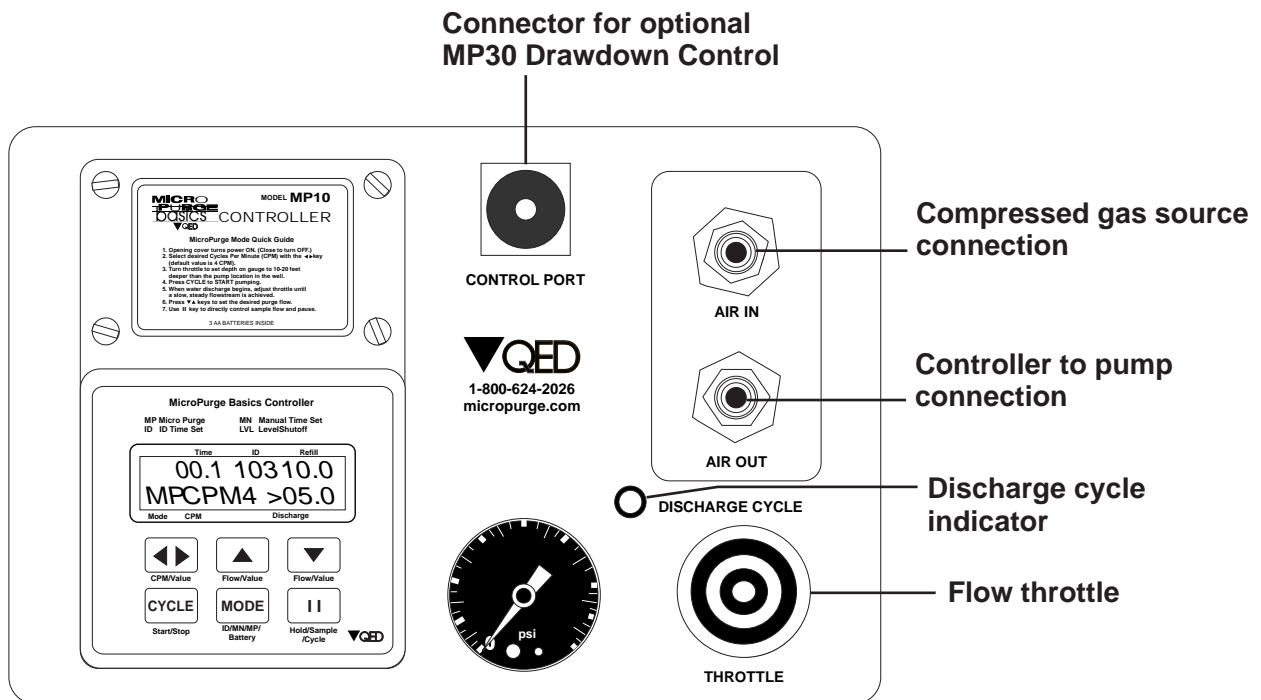 Connector for optional
MP30 Drawdown Control
MICRO
PURGE
basics
MODEL MP10
CONTROLLER
QED
MicroPurge Mode Quick Guide
1. Opening cover turns power ON. (Close to turn OFF.)
2. Select desired Cycles Per Minute (CPM) with the ◄►key
(default value is 4 CPM).
3. Turn throttle to set depth on gauge to 10-20 feet
deeper than the pump location in the well.
4. Press CYCLE to START pumping.
5. When water discharge begins, adjust throttle until
a slow, steady flowstream is achieved.
6. Press ▼▲ keys to set the desired purge flow.
7. Use II key to directly control sample flow and pause.
3 AA BATTERIES INSIDE
MicroPurge Basics Controller
MP Micro Purge MN Manual Time Set
ID ID Time Set LVL LevelShutoff
Time ID Refill
00.1 10310.0
MPCPM4 >05.0
Mode CPM Discharge
CPM/Value Flow/Value Flow/Value
CYCLE MODE II
Start/Stop ID/MN/MP/
Battery Hold/Sample
/Cycle
QED
CONTROL PORT
QED
1-800-624-2026
micropurge.com
0
psi
AIR IN
AIR OUT
DISCHARGE CYCLE
THROTTLE
Compressed gas source
connection
Controller to pump
connection
Discharge cycle
indicator
Flow throttle